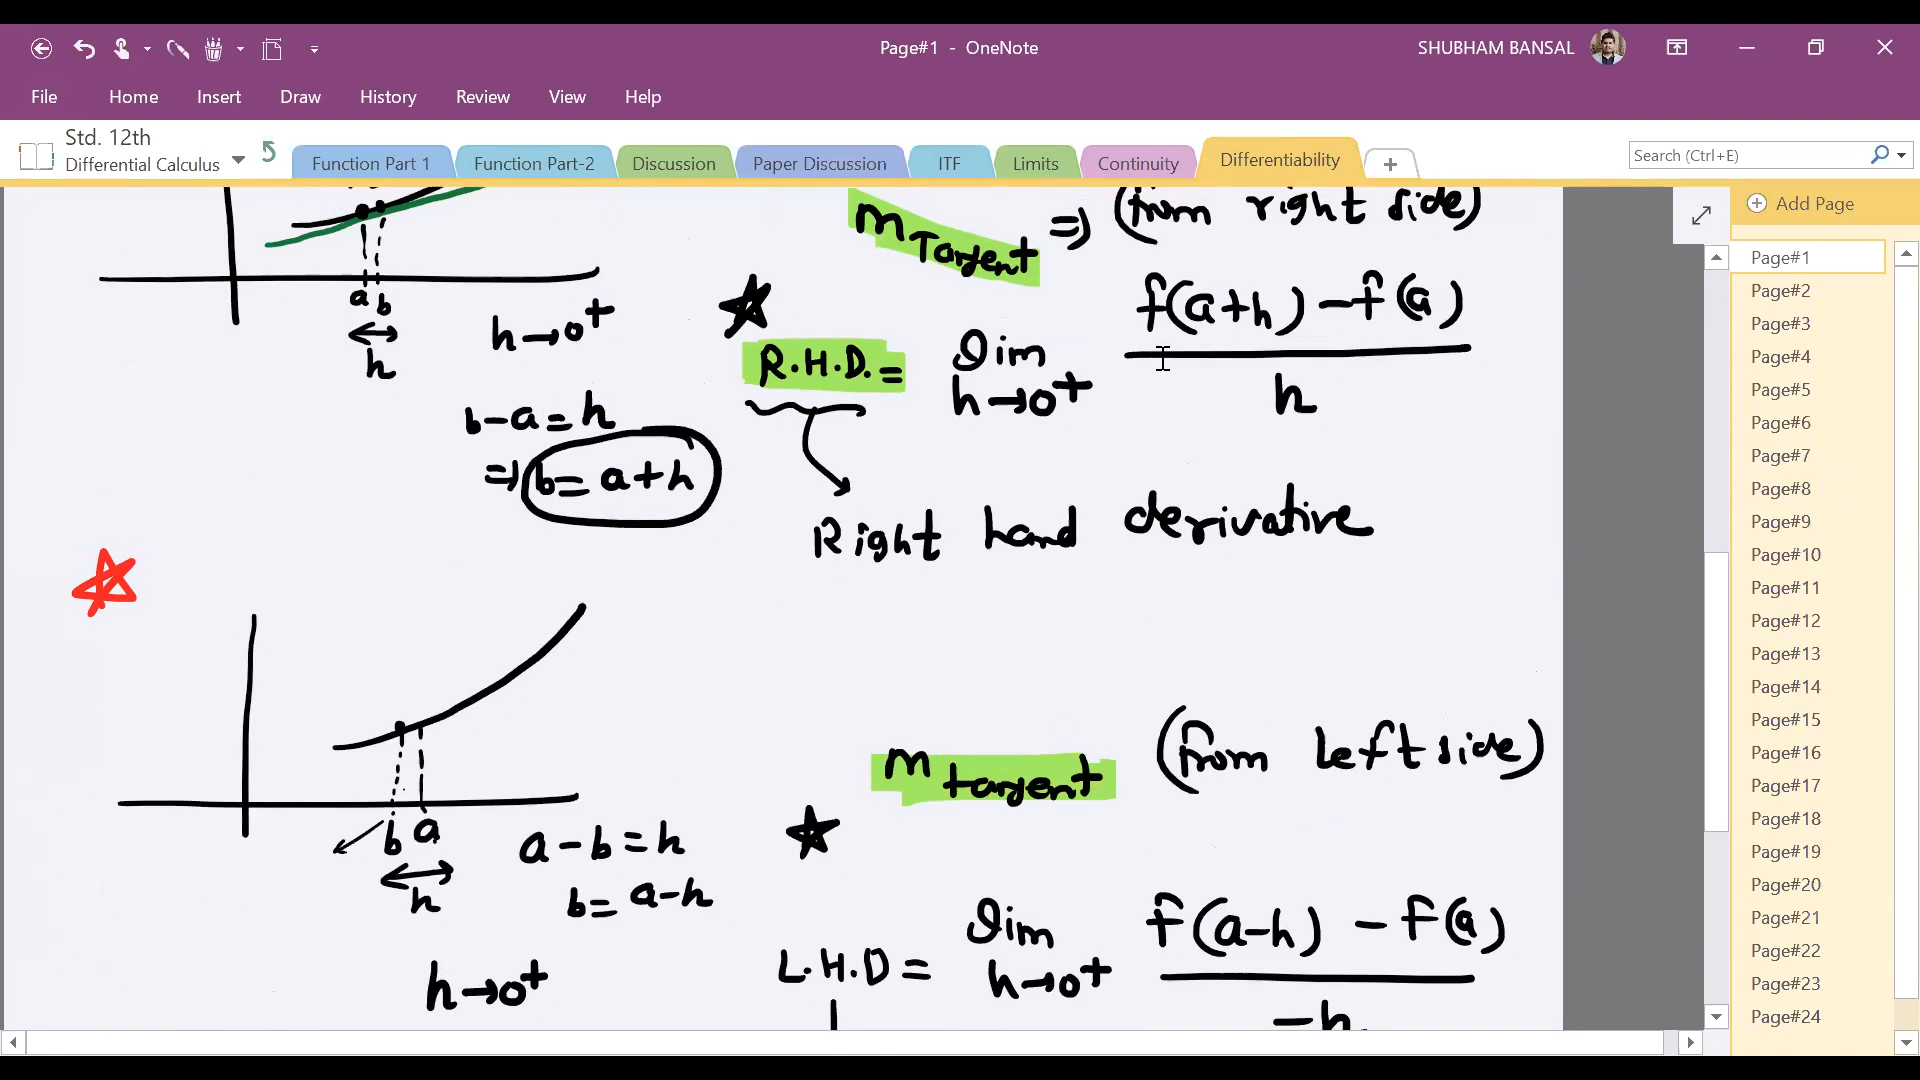 Page#1 - OneNote
SHUBHAM BANSAL
File Home Insert Draw History Review View Help
Std. 12th
Differential Calculus
Function Part 1
Function Part-2
Discussion
Paper Discussion
ITF
Limits
Continuity
Differentiability
Search (Ctrl+E)
Add Page
Page#1
Page#2
Page#3
Page#4
Page#5
Page#6
Page#7
Page#8
Page#9
Page#10
Page#11
Page#12
Page#13
Page#14
Page#15
Page#16
Page#17
Page#18
Page#19
Page#20
Page#21
Page#22
Page#23
Page#24
m Tangent ⇒ (from right side)
a b
h
h→0⁺
b-a=h
⇒ b= a+h
R.H.D. = lim h→0⁺ f(a+h) - f(a) / h
Right hand derivative
m tangent (from left side)
b a
h
a-b=h
b= a-h
h→0⁺
L.H.D = lim h→0⁺ f(a-h) - f(a) / -h